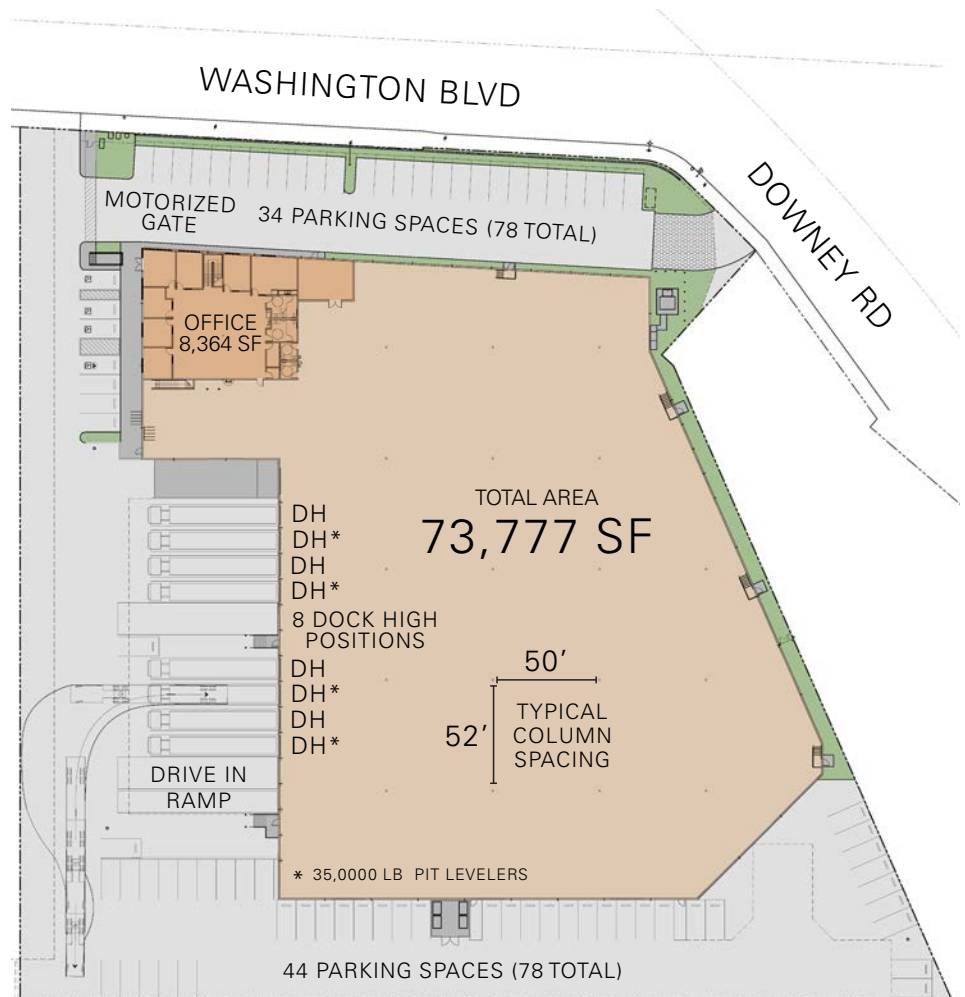 WASHINGTON BLVD
DOWNEY RD
MOTORIZED
GATE
34 PARKING SPACES (78 TOTAL)
OFFICE
8,364 SF
TOTAL AREA
73,777 SF
DH
DH*
DH
DH*
8 DOCK HIGH
POSITIONS
DH
DH*
DH
DH*
50'
52'
TYPICAL
COLUMN
SPACING
DRIVE IN
RAMP
* 35,0000 LB PIT LEVELERS
44 PARKING SPACES (78 TOTAL)